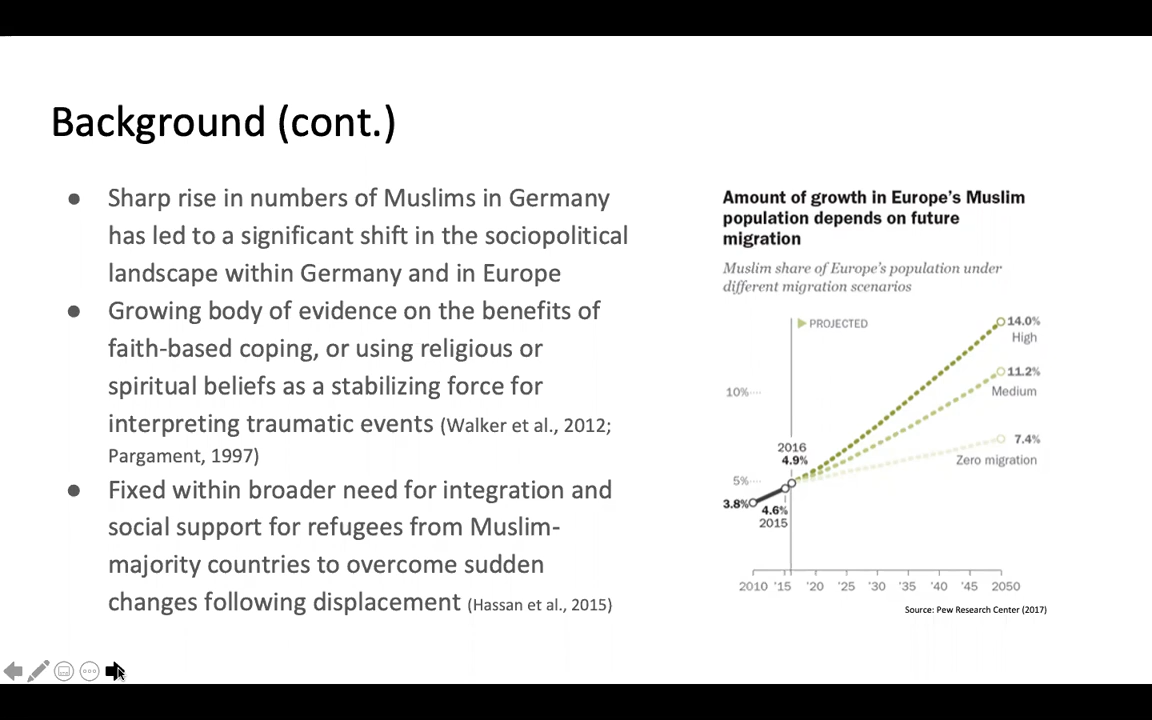 Background (cont.)
● Sharp rise in numbers of Muslims in Germany
has led to a significant shift in the sociopolitical
landscape within Germany and in Europe
● Growing body of evidence on the benefits of
faith-based coping, or using religious or
spiritual beliefs as a stabilizing force for
interpreting traumatic events (Walker et al., 2012;
Pargament, 1997)
● Fixed within broader need for integration and
social support for refugees from Muslim-
majority countries to overcome sudden
changes following displacement (Hassan et al., 2015)
Amount of growth in Europe's Muslim
population depends on future
migration
Muslim share of Europe's population under
different migration scenarios
PROJECTED
14.0%
High
11.2%
10%
Medium
7.4%
2016
4.9%
Zero migration
5%
3.8%
4.6%
2015
2010 '15 '20 '25 '30 '35 '40 '45 2050
Source: Pew Research Center (2017)